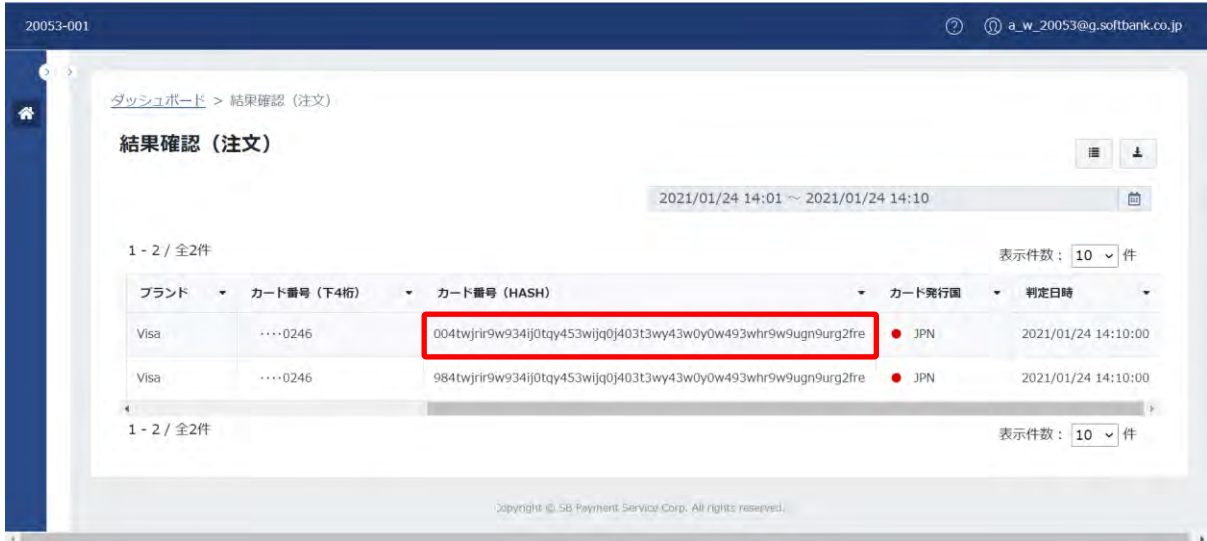 20053-001
a_w_20053@g.softbank.co.jp
ダッシュボード > 結果確認（注文）
結果確認（注文）
2021/01/24 14:01 ～ 2021/01/24 14:10
1 - 2 / 全2件
表示件数： 10 件
ブランド カード番号（下4桁） カード番号（HASH） カード発行国 判定日時
Visa ····0246 004twjrir9w934ij0tqy453wijq0j403t3wy43w0y0w493whr9w9ugn9urg2fre JPN 2021/01/24 14:10:00
Visa ····0246 984twjrir9w934ij0tqy453wijq0j403t3wy43w0y0w493whr9w9ugn9urg2fre JPN 2021/01/24 14:10:00
1 - 2 / 全2件
表示件数： 10 件
Copyright © SB Payment Service Corp. All rights reserved.